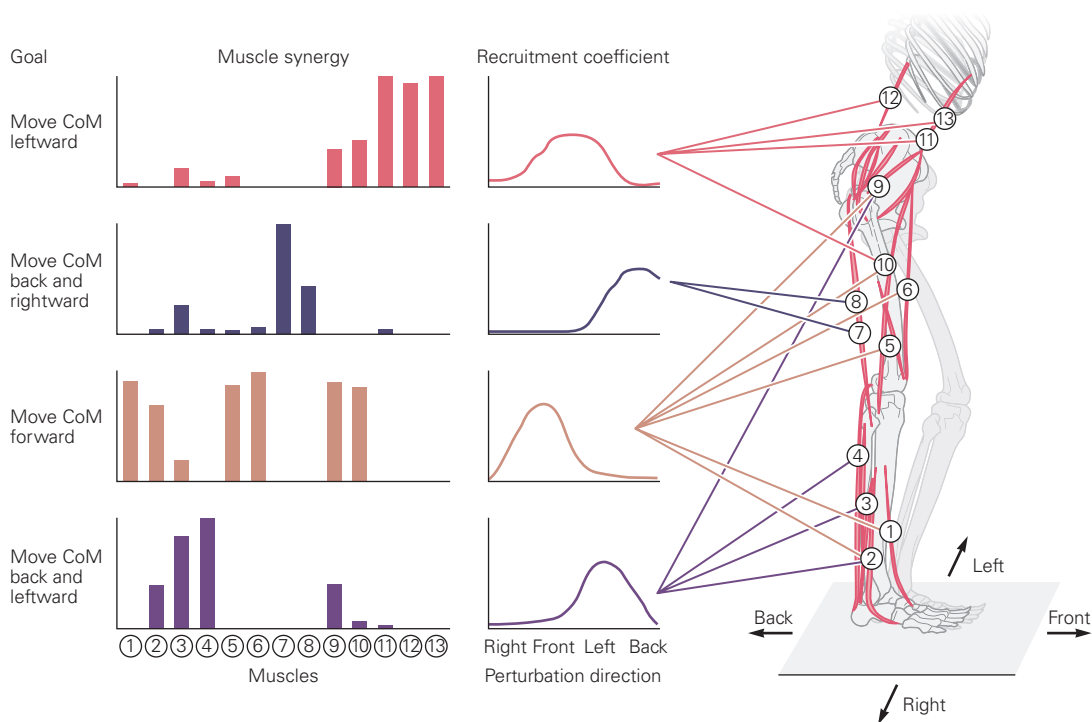 Goal
Muscle synergy
Recruitment coefficient
Move CoM
leftward
Move CoM
back and
rightward
Move CoM
forward
Move CoM
back and
leftward
1 2 3 4 5 6 7 8 9 10 11 12 13
Muscles
Right Front Left Back
Perturbation direction
12
13
11
9
10
6
8
7
5
4
3
1
2
Left
Back
Front
Right